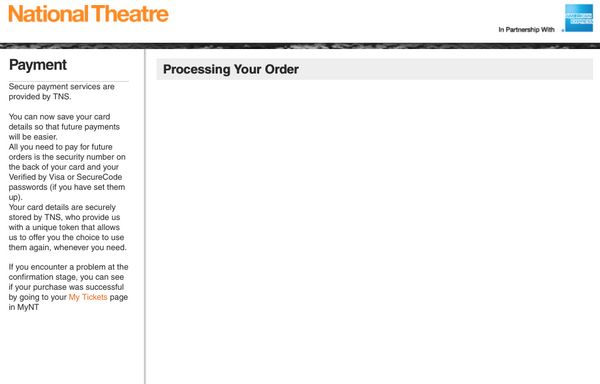 National Theatre
In Partnership With
AMERICAN
EXPRESS
Payment
Secure payment services are
provided by TNS.
You can now save your card
details so that future payments
will be easier.
All you need to pay for future
orders is the security number on
the back of your card and your
Verified by Visa or SecureCode
passwords (if you have set them
up).
Your card details are securely
stored by TNS, who provide us
with a unique token that allows
us to offer you the choice to use
them again, whenever you need.
If you encounter a problem at the
confirmation stage, you can see
if your purchase was successful
by going to your My Tickets page
in MyNT
Processing Your Order